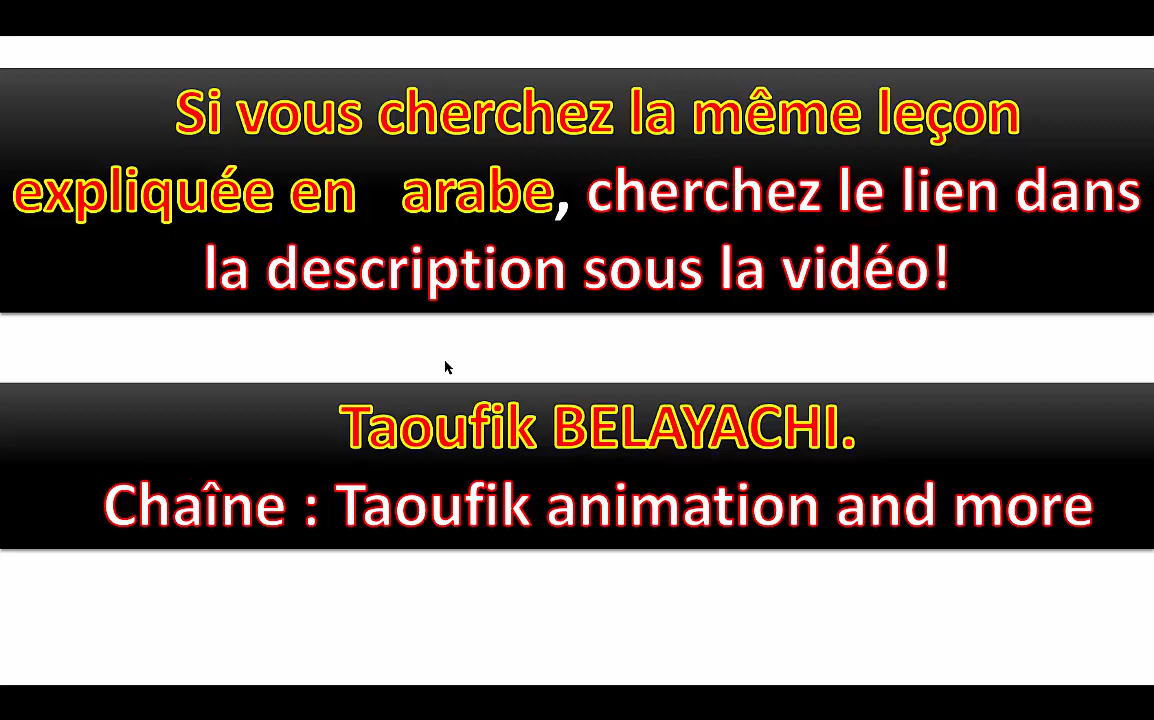 Si vous cherchez la même leçon
expliquée en arabe, cherchez le lien dans
la description sous la vidéo!
Taoufik BELAYACHI.
Chaîne : Taoufik animation and more